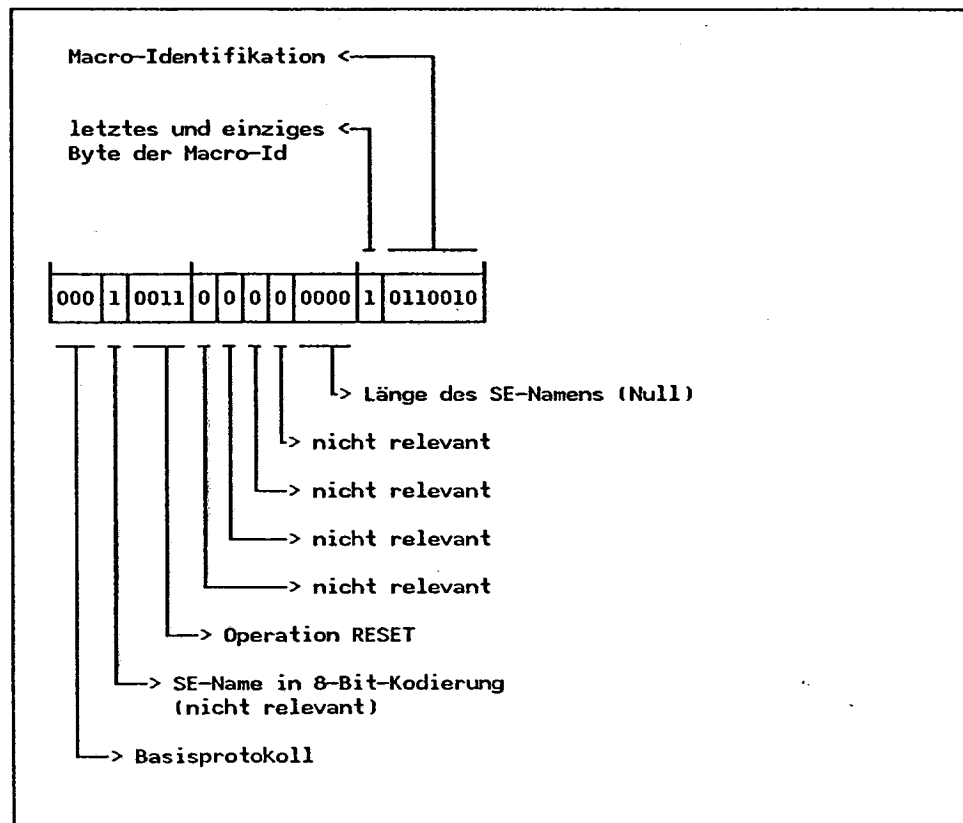 Macro-Identifikation <
letztes und einziges <
Byte der Macro-Id
000 1 0011 0 0 0 0 0000 1 0110010
> Länge des SE-Namens (Null)
> nicht relevant
> nicht relevant
> nicht relevant
> nicht relevant
> Operation RESET
> SE-Name in 8-Bit-Kodierung
(nicht relevant)
> Basisprotokoll